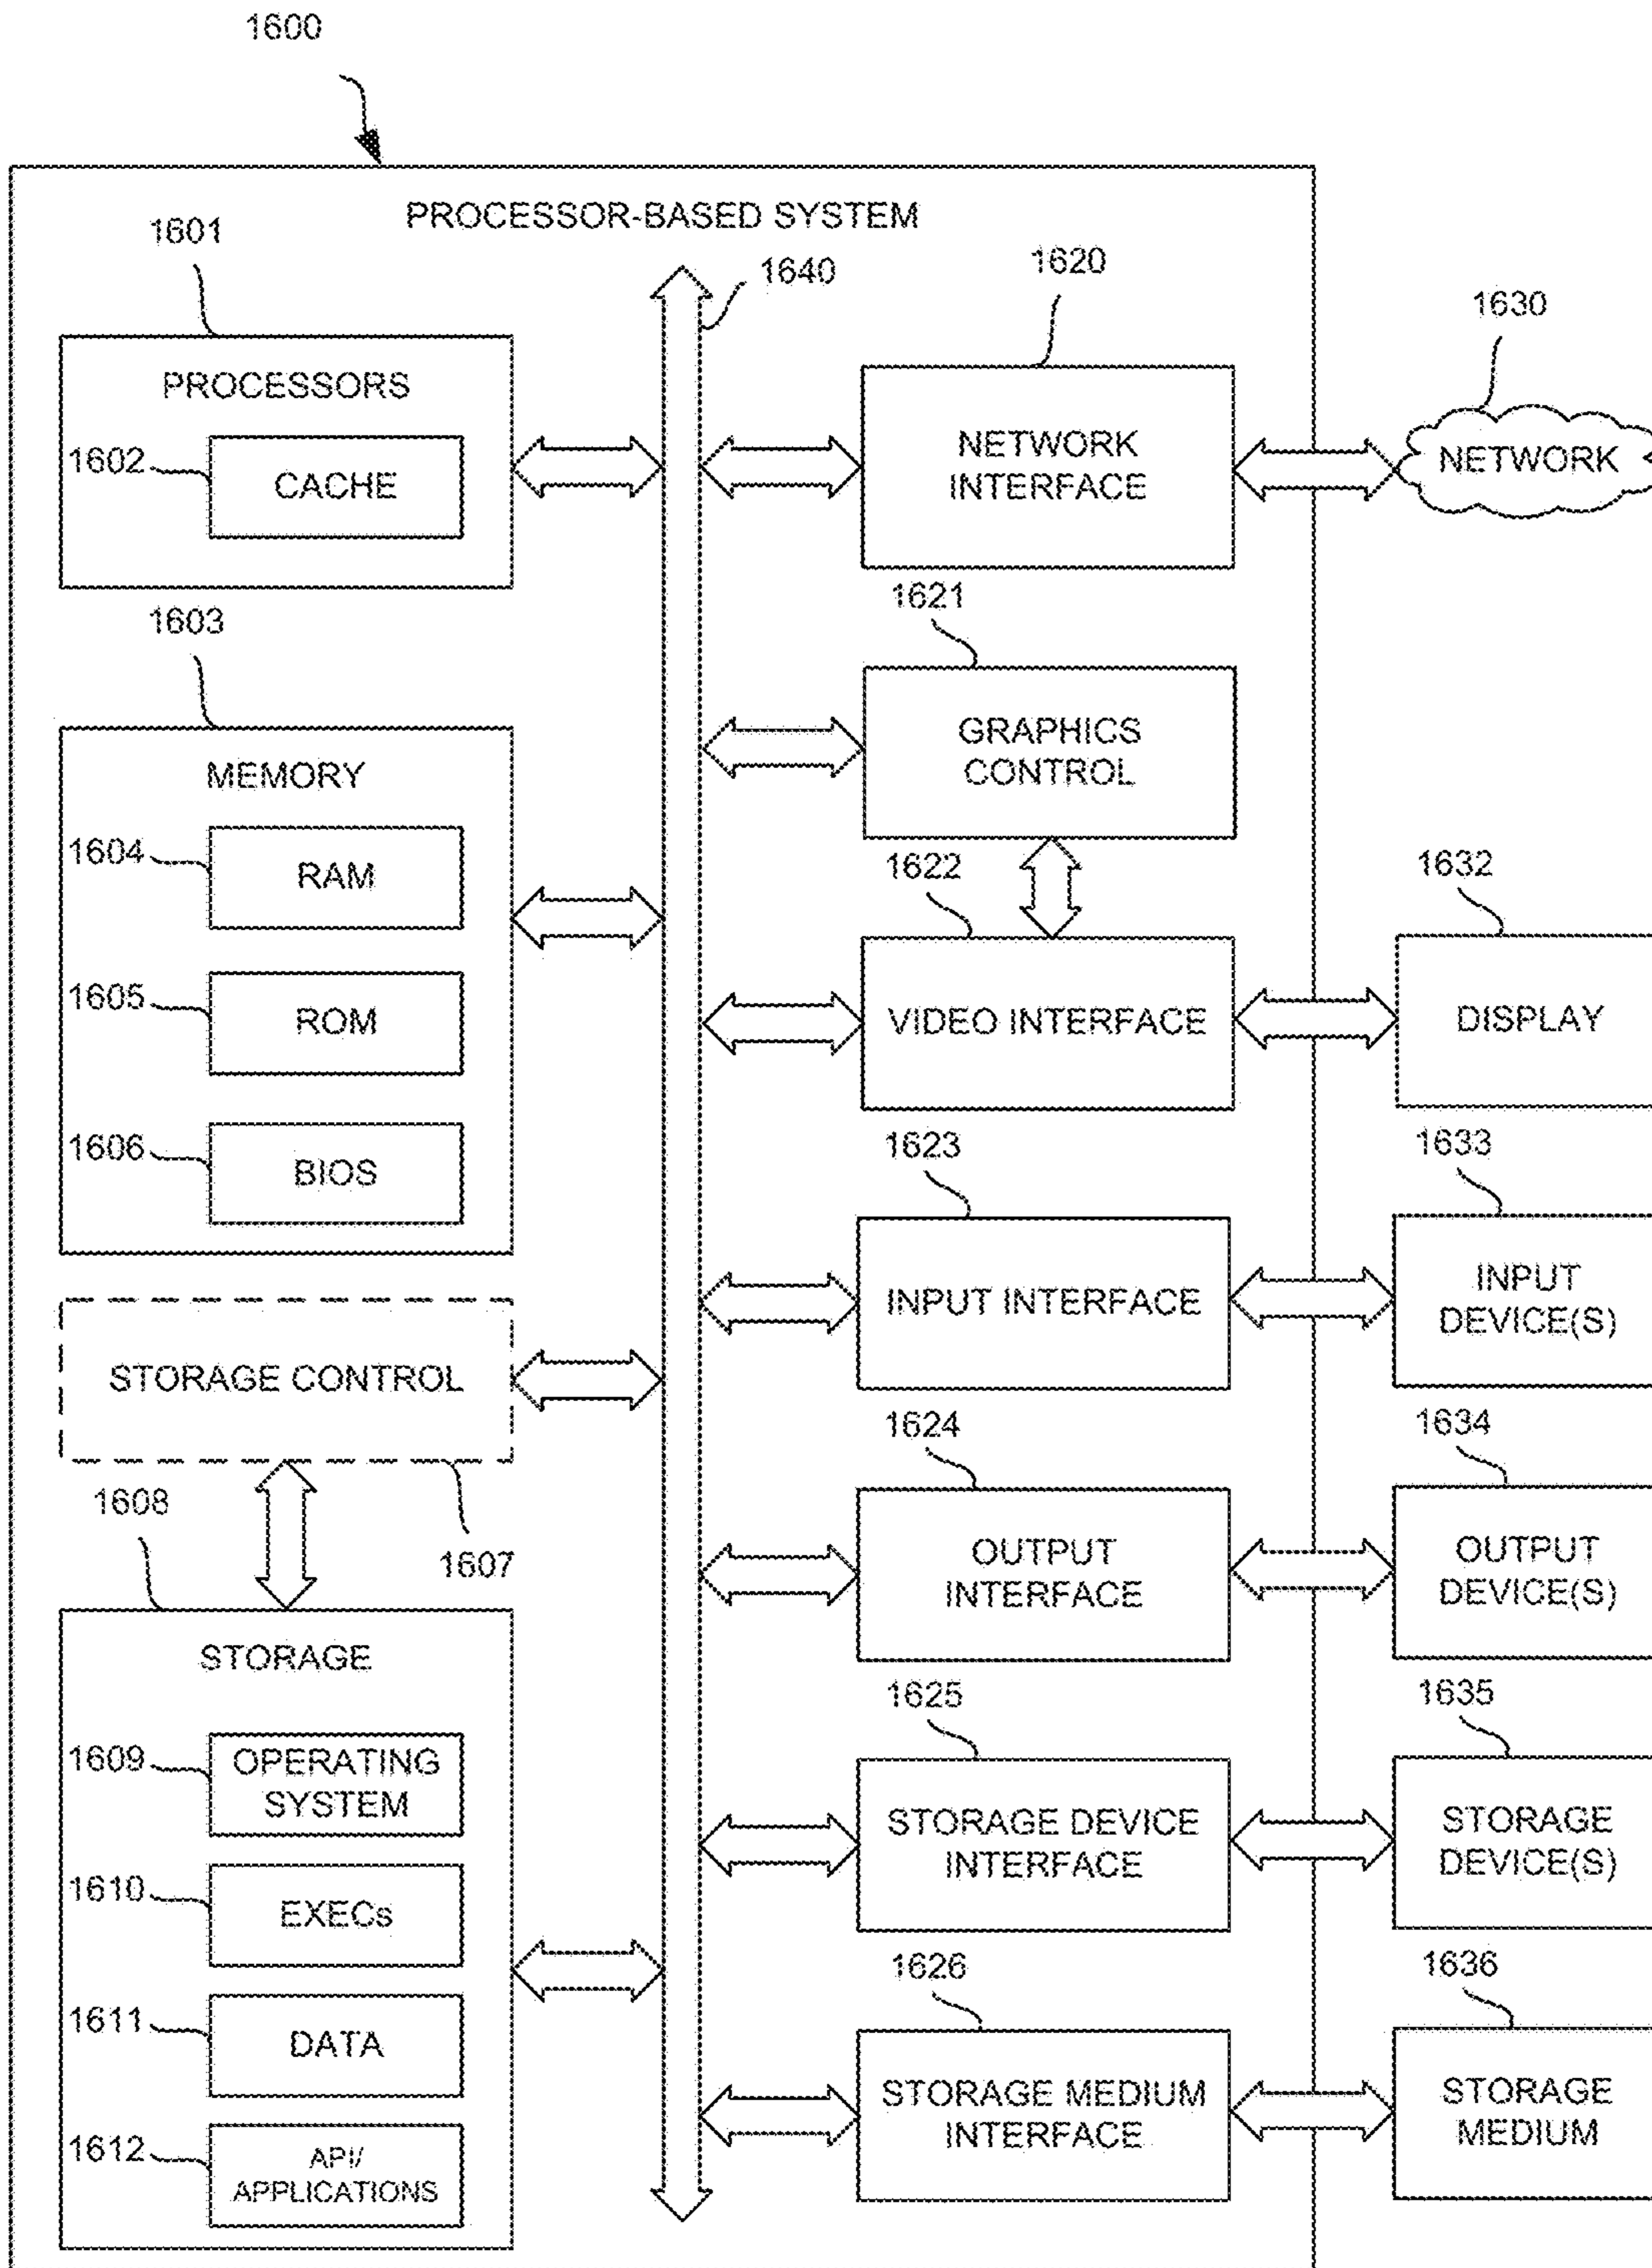 1600
PROCESSOR-BASED SYSTEM
1601
1640
1620
1630
PROCESSORS
1602
CACHE
NETWORK
INTERFACE
NETWORK
1603
1621
MEMORY
GRAPHICS
CONTROL
1604
RAM
1622
1632
1605
ROM
VIDEO INTERFACE
DISPLAY
1606
BIOS
1623
1633
INPUT INTERFACE
INPUT
DEVICE(S)
STORAGE CONTROL
1607
1624
1634
1608
OUTPUT
INTERFACE
OUTPUT
DEVICE(S)
STORAGE
1625
1635
1609
OPERATING
SYSTEM
STORAGE DEVICE
INTERFACE
STORAGE
DEVICE(S)
1610
EXECs
1626
1636
1611
DATA
STORAGE MEDIUM
INTERFACE
STORAGE
MEDIUM
1612
API/
APPLICATIONS